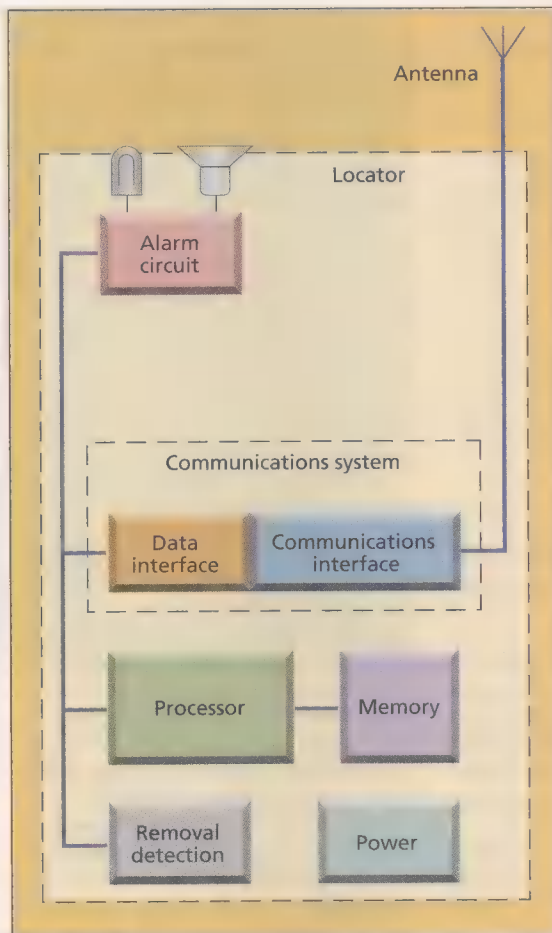 Antenna
Locator
Alarm
circuit
Communications system
Data
interface
Communications
interface
Processor
Memory
Removal
detection
Power